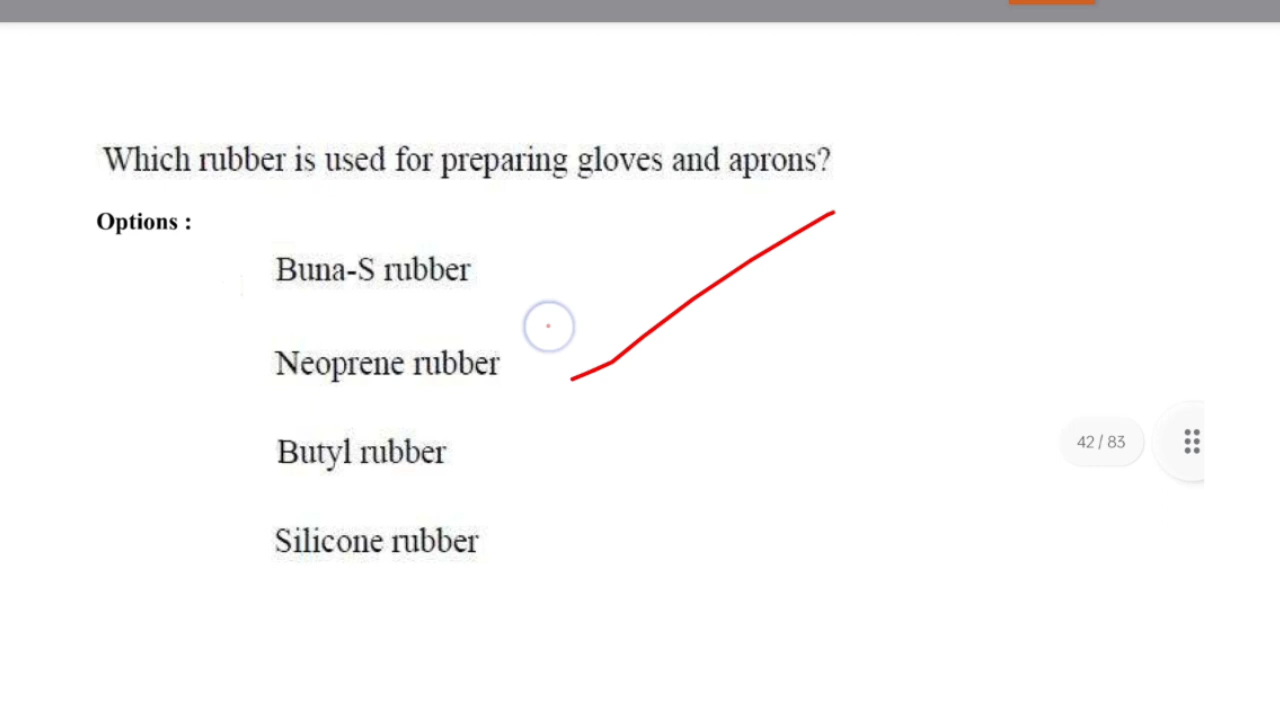 Which rubber is used for preparing gloves and aprons?
Options :
Buna-S rubber
Neoprene rubber
Butyl rubber
Silicone rubber
42 / 83